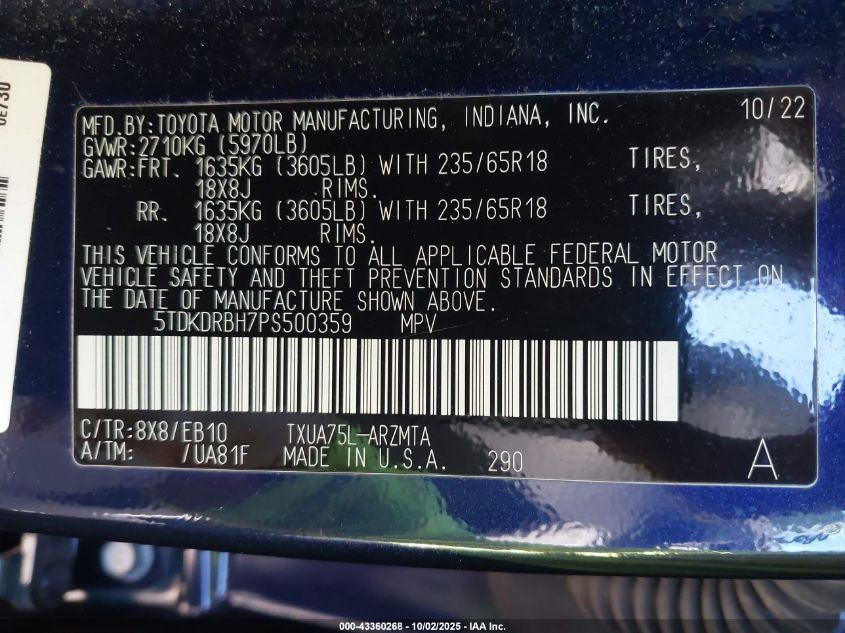 MFD.BY:TOYOTA MOTOR MANUFACTURING, INDIANA, INC. 10/22
GVWR:2710KG (5970LB)
GAWR:FRT. 1635KG (3605LB) WITH 235/65R18 TIRES,
18X8J RIMS.
RR. 1635KG (3605LB) WITH 235/65R18 TIRES,
18X8J RIMS.
THIS VEHICLE CONFORMS TO ALL APPLICABLE FEDERAL MOTOR
VEHICLE SAFETY AND THEFT PREVENTION STANDARDS IN EFFECT ON
THE DATE OF MANUFACTURE SHOWN ABOVE.
5TDKDRBH7PS500359 MPV
C/TR:8X8/EB10 TXUA75L-ARZMTA
A/TM: /UA81F MADE IN U.S.A. 290 A
000-43360268 - 10/02/2025 - IAA Inc.